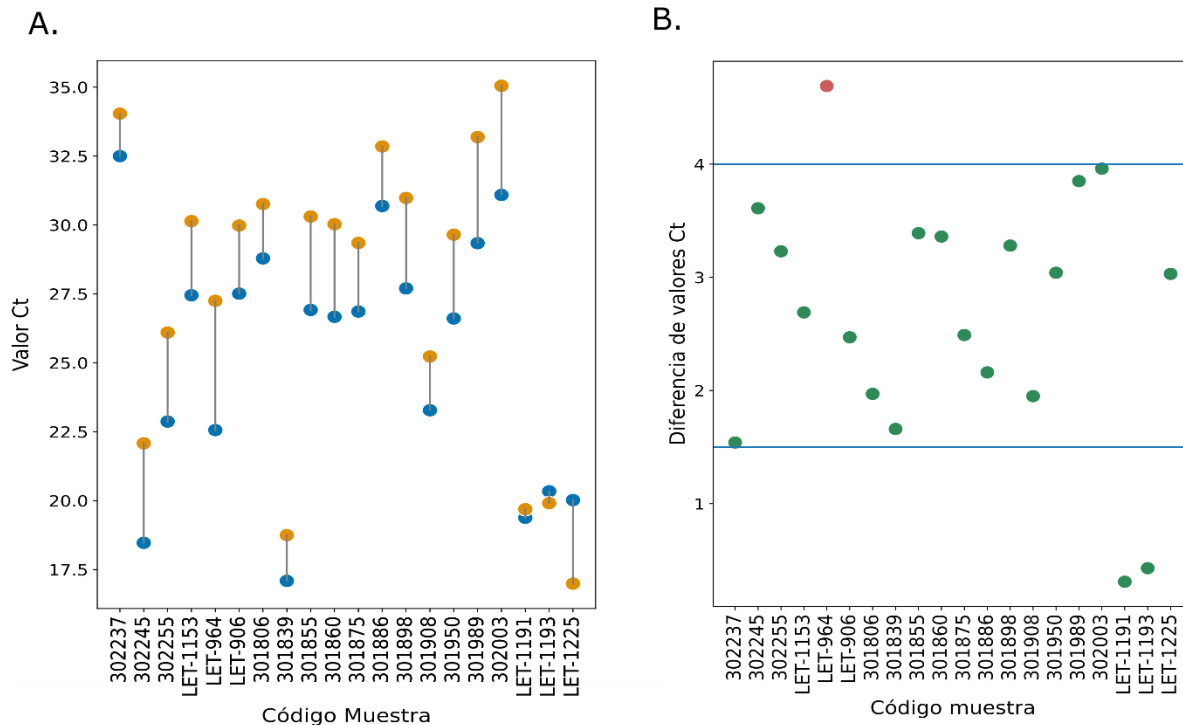 A.
Valor Ct
35.0
32.5
30.0
27.5
25.0
22.5
20.0
17.5
302237
302245
302255
LET-1153
LET-964
LET-906
301806
301839
301855
301860
301875
301886
301898
301908
301950
301989
302003
LET-1191
LET-1193
LET-1225
Código Muestra
B.
Diferencia de valores Ct
4
3
2
1
302237
302245
302255
LET-1153
LET-964
LET-906
301806
301839
301855
301860
301875
301886
301898
301908
301950
301989
302003
LET-1191
LET-1193
LET-1225
Código muestra